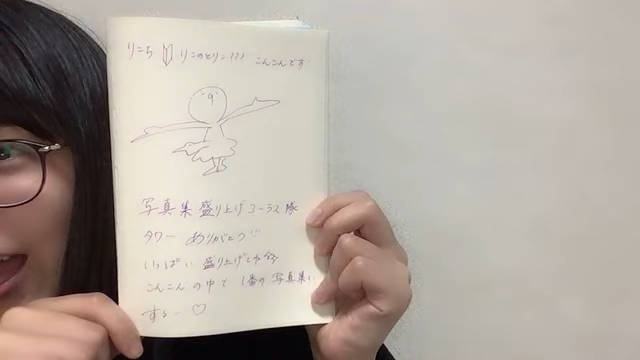 りこち🔰りこのとりこ??? こんこんです
写真集盛り上げコーラス隊
タワー ありがとう!!
いっぱい 盛り上げてか
こんこんの中で 1番の写真集い
するー♡